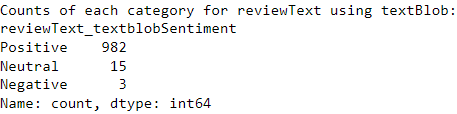 Counts of each category for reviewText using textBlob:
reviewText_textblobSentiment
Positive    982
Neutral      15
Negative      3
Name: count, dtype: int64